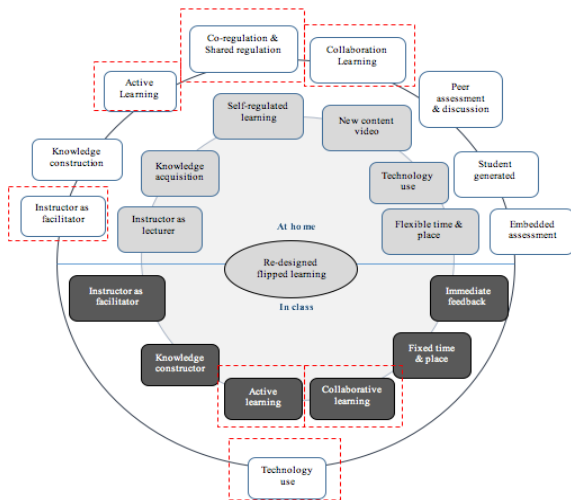 Co-regulation &
Shared regulation
Collaboration
Learning
Active
Learning
Peer
assessment
& discussion
Self-regulated
learning
New content
video
Knowledge
construction
Knowledge
acquisition
Technology
use
Student
generated
Instructor as
facilitator
Instructor as
lecturer
Flexible time &
place
Embedded
assessment
At home
Re-designed
flipped learning
In class
Instructor as
facilitator
Immediate
feedback
Knowledge
constructor
Fixed time
& place
Active
learning
Collaborative
learning
Technology
use